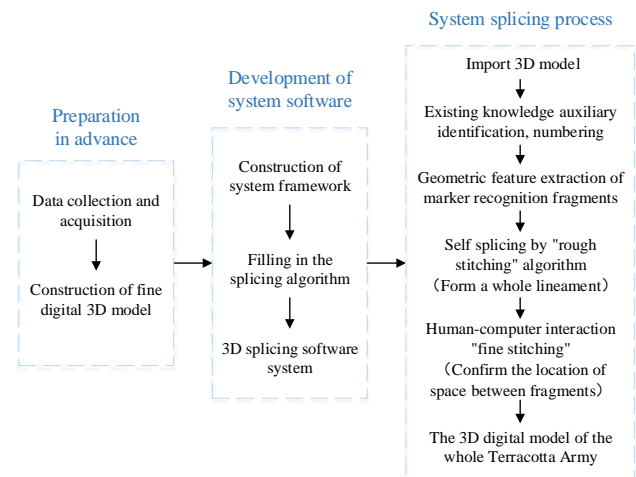 Preparation
in advance
Data collection and
acquisition
Construction of fine
digital 3D model
Development of
system software
Construction of
system framework
Filling in the
splicing algorithm
3D splicing software
system
System splicing process
Import 3D model
Existing knowledge auxiliary
identification, numbering
Geometric feature extraction of
marker recognition fragments
Self splicing by "rough
stitching" algorithm
（Form a whole lineament）
Human-computer interaction
"fine stitching"
（Confirm the location of
space between fragments）
The 3D digital model of the
whole Terracotta Army